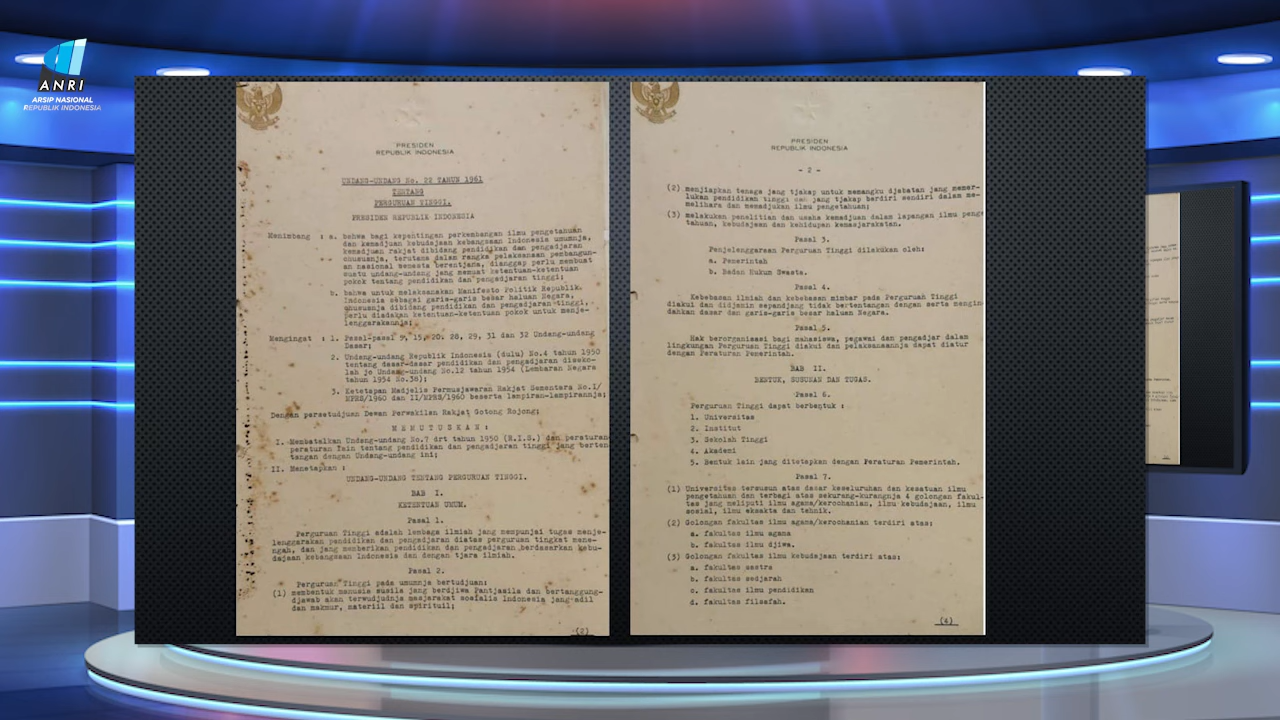 ANRI
ARSIP NASIONAL
REPUBLIK INDONESIA
PRESIDEN
REPUBLIK INDONESIA
UNDANG-UNDANG No. 22 TAHUN 1961
TENTANG
PERGURUAN TINGGI.
PRESIDEN REPUBLIK INDONESIA
Menimbang : a. bahwa bagi kepentingan perkembangan ilmu pengetahuan
dan kemadjuan kebudajaan kebangsaan Indonesia umumnja,
kemadjuan rakjat dibidang pendidikan dan pengadjaran
chususnja, terutama dalam rangka pelaksanaan pembangun-
an nasional semesta berentjana, dianggap perlu membuat
suatu undang-undang jang memuat ketentuan-ketentuan
pokok tentang pendidikan dan pengadjaran tinggi;
b. bahwa untuk melaksanakan Manifesto Politik Republik
Indonesia sebagai garis-garis besar haluan Negara,
chususnja dibidang pendidikan dan pengadjaran-tinggi,
perlu diadakan ketentuan-ketentuan pokok untuk menje-
lenggarakannja;
Mengingat : 1. Pasal-pasal 9, 15, 20, 28, 29, 31 dan 32 Undang-undang
Dasar;
2. Undang-undang Republik Indonesia (dulu) No.4 tahun 1950
tentang dasar-dasar pendidikan dan pengadjaran diseko-
lah jo Undang-undang No.12 tahun 1954 (Lembaran Negara
tahun 1954 No.38);
3. Ketetapan Madjelis Permusjawaran Rakjat Sementara No.I/
MPRS/1960 dan II/MPRS/1960 beserta lampiran-lampirannja;
Dengan persetudjuan Dewan Perwakilan Rakjat Gotong Rojong;
M E M U T U S K A N :
I. Membatalkan Undang-undang No.7 drt tahun 1950 (R.I.S.) dan peraturan
peraturan lain tentang pendidikan dan pengadjaran tinggi jang berten
tangan dengan Undang-undang ini;
II. Menetapkan :
UNDANG-UNDANG TENTANG PERGURUAN TINGGI.
BAB I.
KETENTUAN UMUM.
Pasal 1.
Perguruan Tinggi adalah lembaga ilmiah jang mempunjai tugas menje-
lenggarakan pendidikan dan pengadjaran diatas perguruan tingkat mene-
ngah, dan jang memberikan pendidikan dan pengadjaran berdasarkan kebu-
dajaan kebangsaan Indonesia dan dengan tjara ilmiah.
Pasal 2.
Perguruan Tinggi pada umumnja bertudjuan:
(1) membentuk manusia susila jang berdjiwa Pantjasila dan bertanggung-
djawab akan terwudjudnja masjarakat sosialis Indonesia jang adil
dan makmur, materiil dan spirituil;
(2)
PRESIDEN
REPUBLIK INDONESIA
- 2 -
(2) menjiapkan tenaga jang tjakap untuk memangku djabatan jang memer-
lukan pendidikan tinggi dan jang tjakap berdiri sendiri dalam me-
melihara dan memadjukan ilmu pengetahuan;
(3) melakukan penelitian dan usaha kemadjuan dalam lapangan ilmu penge
tahuan, kebudajaan dan kehidupan kemasjarakatan.
Pasal 3.
Penjelenggaraan Perguruan Tinggi dilakukan oleh:
a. Pemerintah
b. Badan Hukum Swasta.
Pasal 4.
Kebebasan ilmiah dan kebebasan mimbar pada Perguruan Tinggi
diakui dan didjamin sepandjang tidak bertentangan dengan serta mengin
dahkan dasar dan garis-garis besar haluan Negara.
Pasal 5.
Hak berorganisasi bagi mahasiswa, pegawai dan pengadjar dalam
lingkungan Perguruan Tinggi diakui dan pelaksanaannja dapat diatur
dengan Peraturan Pemerintah.
BAB II.
BENTUK, SUSUNAN DAN TUGAS.
Pasal 6.
Perguruan Tinggi dapat berbentuk :
1. Universitas
2. Institut
3. Sekolah Tinggi
4. Akademi
5. Bentuk lain jang ditetapkan dengan Peraturan Pemerintah.
Pasal 7.
(1) Universitas tersusun atas dasar keseluruhan dan kesatuan ilmu
pengetahuan dan terbagi atas sekurang-kurangnja 4 golongan fakul-
tas jang meliputi ilmu agama/kerochanian, ilmu kebudajaan, ilmu
sosial, ilmu eksakta dan tehnik.
(2) Golongan fakultas ilmu agama/kerochanian terdiri atas:
a. fakultas ilmu agama
b. fakultas ilmu djiwa.
(3) Golongan fakultas ilmu kebudajaan terdiri atas:
a. fakultas sastra
b. fakultas sedjarah
c. fakultas ilmu pendidikan
d. fakultas filsafah.
(4)